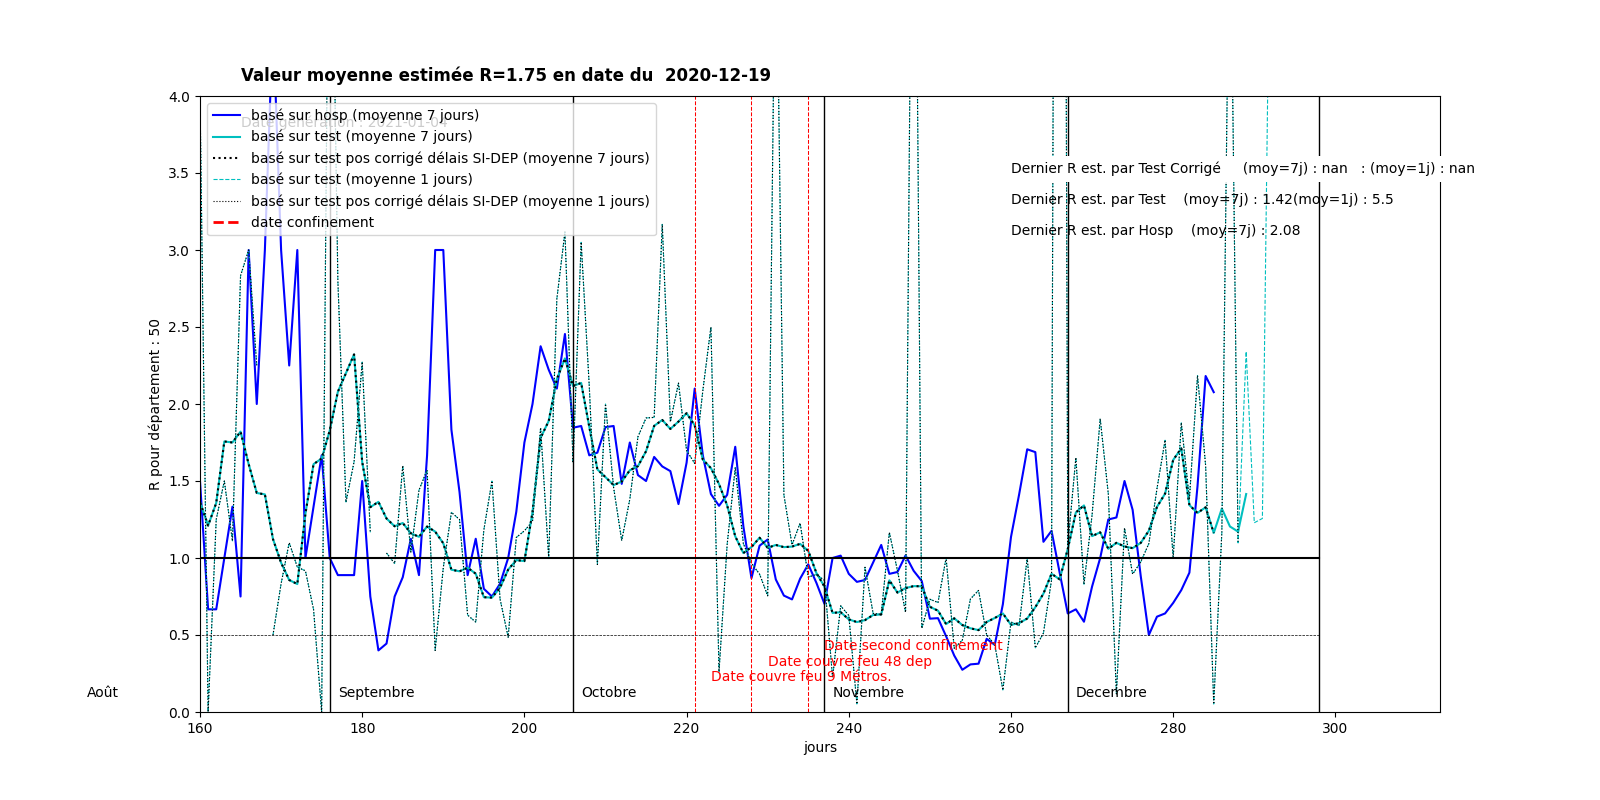 Valeur moyenne estimée R=1.75 en date du  2020-12-19
Date generation : 2021-01-04
basé sur hosp (moyenne 7 jours)
basé sur test (moyenne 7 jours)
basé sur test pos corrigé délais SI-DEP (moyenne 7 jours)
basé sur test (moyenne 1 jours)
basé sur test pos corrigé délais SI-DEP (moyenne 1 jours)
date confinement
Dernier R est. par Test Corrigé     (moy=7j) : nan   : (moy=1j) : nan
Dernier R est. par Test    (moy=7j) : 1.42(moy=1j) : 5.5
Dernier R est. par Hosp    (moy=7j) : 2.08
4.0
3.5
3.0
2.5
2.0
1.5
1.0
0.5
0.0
R pour département : 50
Date second confinement
Date couvre feu 48 dep
Date couvre feu 9 Métros.
Août
Septembre
Octobre
Novembre
Decembre
160
180
200
220
240
260
280
300
jours